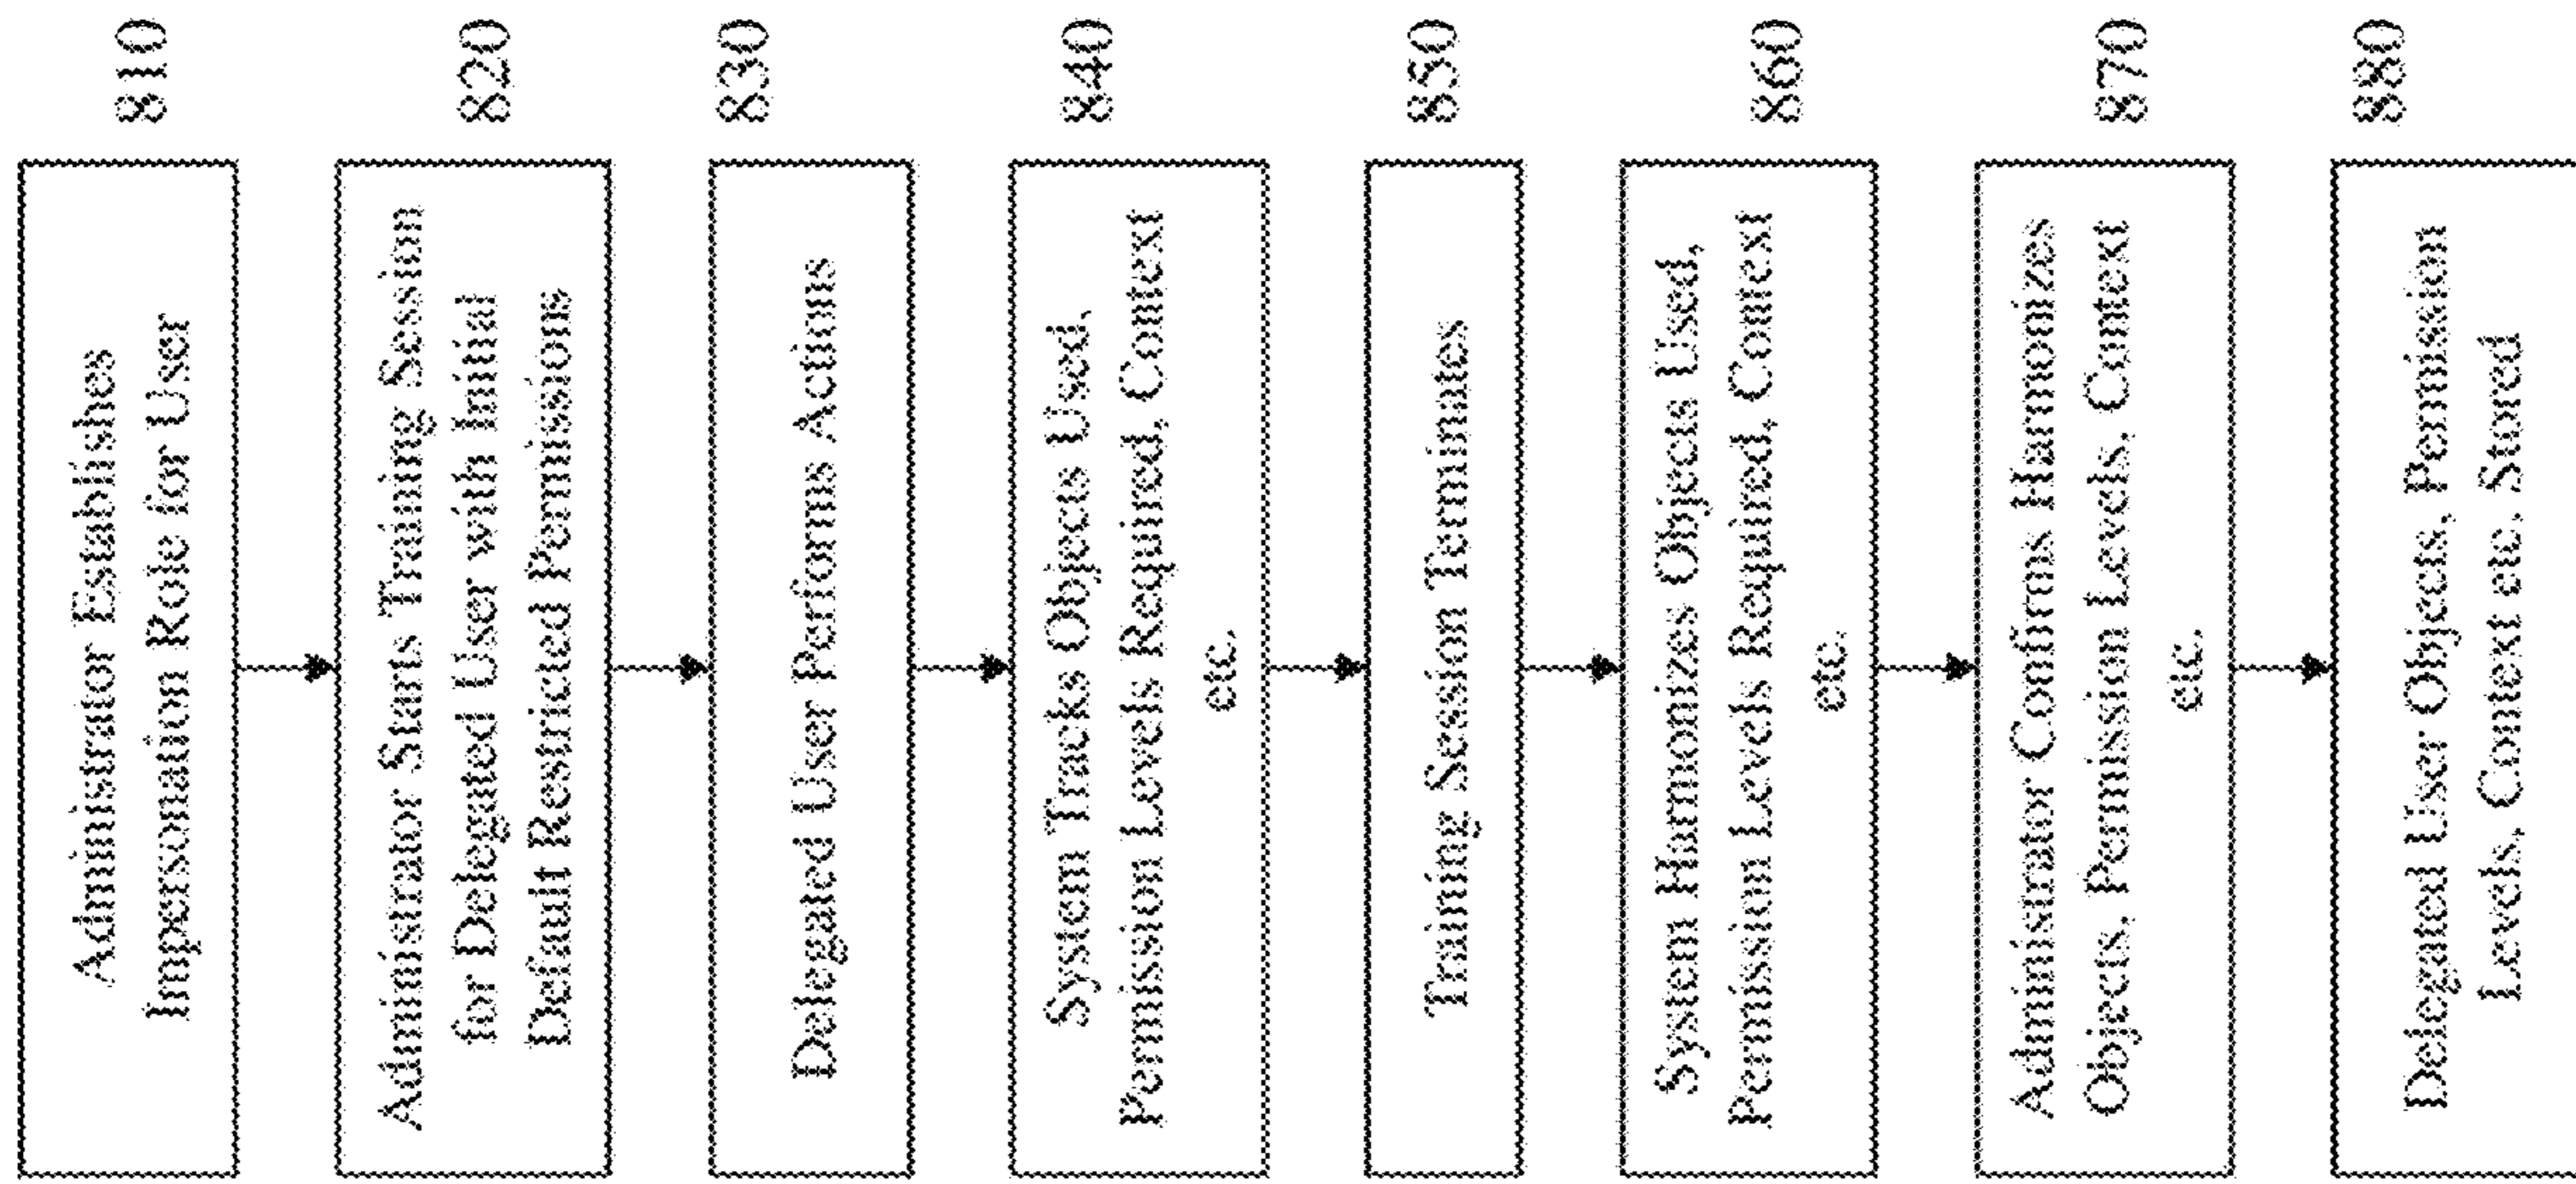 Administrator Establishes
Impersonation Role for User
810
Administrator Starts Training Session
for Delegated User with Initial
Default Restricted Permissions
820
Delegated User Performs Actions
830
System Tracks Objects Used,
Permission Levels Required, Context
etc.
840
Training Session Terminates
850
System Harmonizes Objects Used,
Permission Levels Required, Context
etc.
860
Administrator Confirms Harmonizes
Objects, Permission Levels, Context
etc.
870
Delegated User Objects, Permission
Levels, Context etc. Stored
880